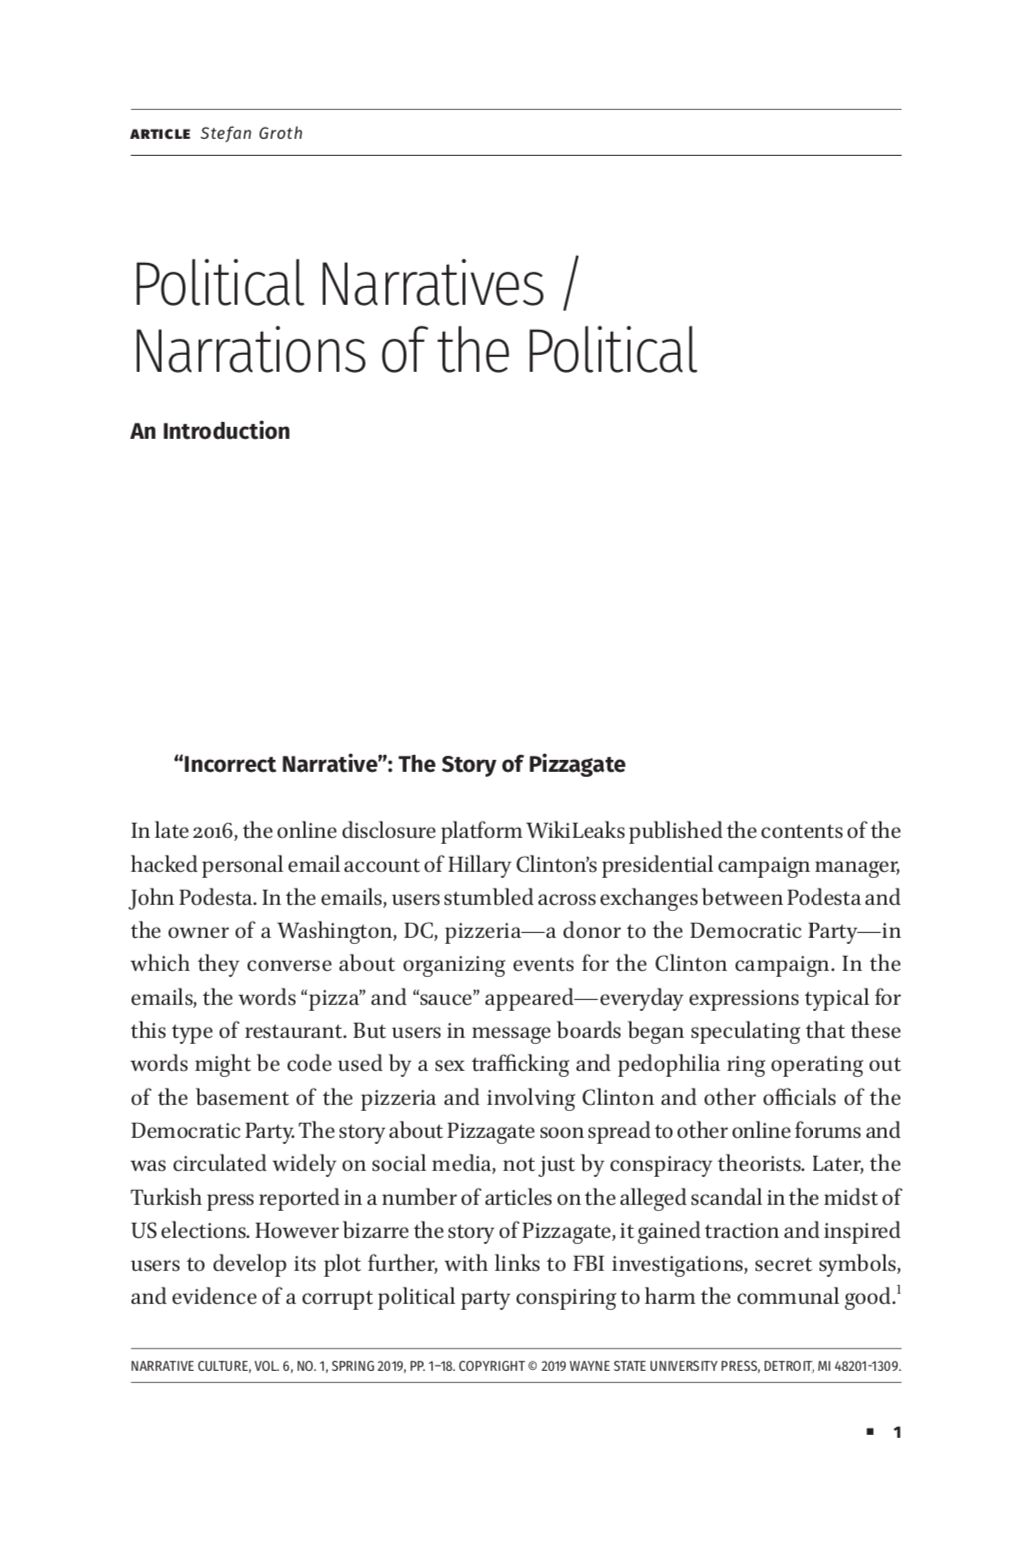 ARTICLE Stefan Groth
Political Narratives /
Narrations of the Political
An Introduction
“Incorrect Narrative”: The Story of Pizzagate
In late 2016, the online disclosure platform WikiLeaks published the contents of the
hacked personal email account of Hillary Clinton’s presidential campaign manager,
John Podesta. In the emails, users stumbled across exchanges between Podesta and
the owner of a Washington, DC, pizzeria—a donor to the Democratic Party—in
which they converse about organizing events for the Clinton campaign. In the
emails, the words “pizza” and “sauce” appeared—everyday expressions typical for
this type of restaurant. But users in message boards began speculating that these
words might be code used by a sex trafficking and pedophilia ring operating out
of the basement of the pizzeria and involving Clinton and other officials of the
Democratic Party. The story about Pizzagate soon spread to other online forums and
was circulated widely on social media, not just by conspiracy theorists. Later, the
Turkish press reported in a number of articles on the alleged scandal in the midst of
US elections. However bizarre the story of Pizzagate, it gained traction and inspired
users to develop its plot further, with links to FBI investigations, secret symbols,
and evidence of a corrupt political party conspiring to harm the communal good.1
NARRATIVE CULTURE, VOL. 6, NO. 1, SPRING 2019, PP. 1–18. COPYRIGHT © 2019 WAYNE STATE UNIVERSITY PRESS, DETROIT, MI 48201-1309.
■ 1